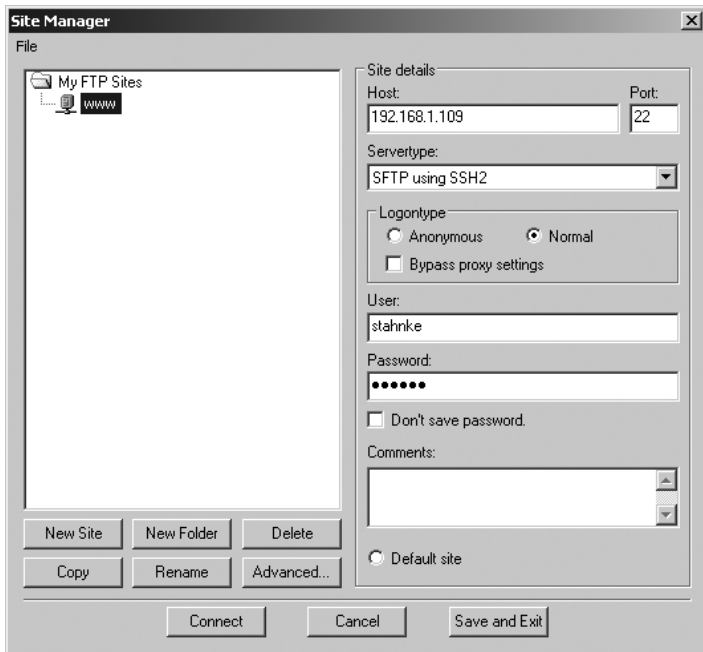 Site Manager
File
My FTP Sites
www
Site details
Host: Port:
192.168.1.109 22
Servertype:
SFTP using SSH2
Logontype
Anonymous Normal
Bypass proxy settings
User:
stahnke
Password:
●●●●●●
Don't save password.
Comments:
Default site
New Site New Folder Delete
Copy Rename Advanced...
Connect Cancel Save and Exit